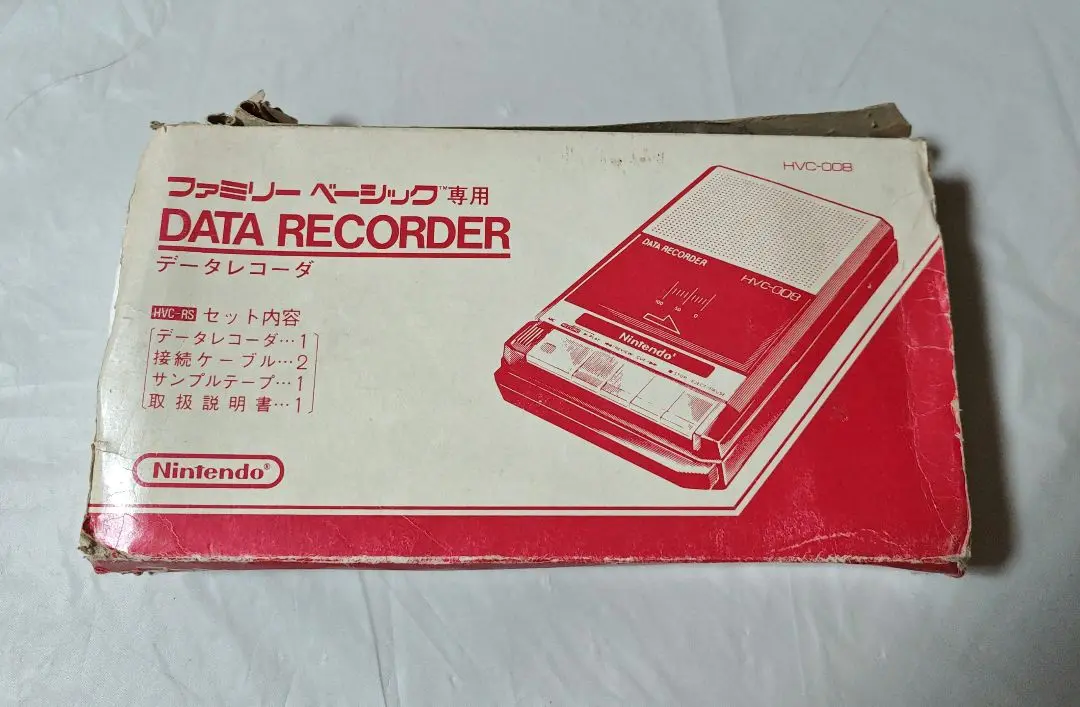 ファミリー ベーシック™専用
DATA RECORDER
データレコーダ
HVC-RS セット内容
データレコーダ…1
接続ケーブル…2
サンプルテープ…1
取扱説明書…1
Nintendo®
HVC-008
DATA RECORDER
HVC-008
100 50 0
Nintendo®